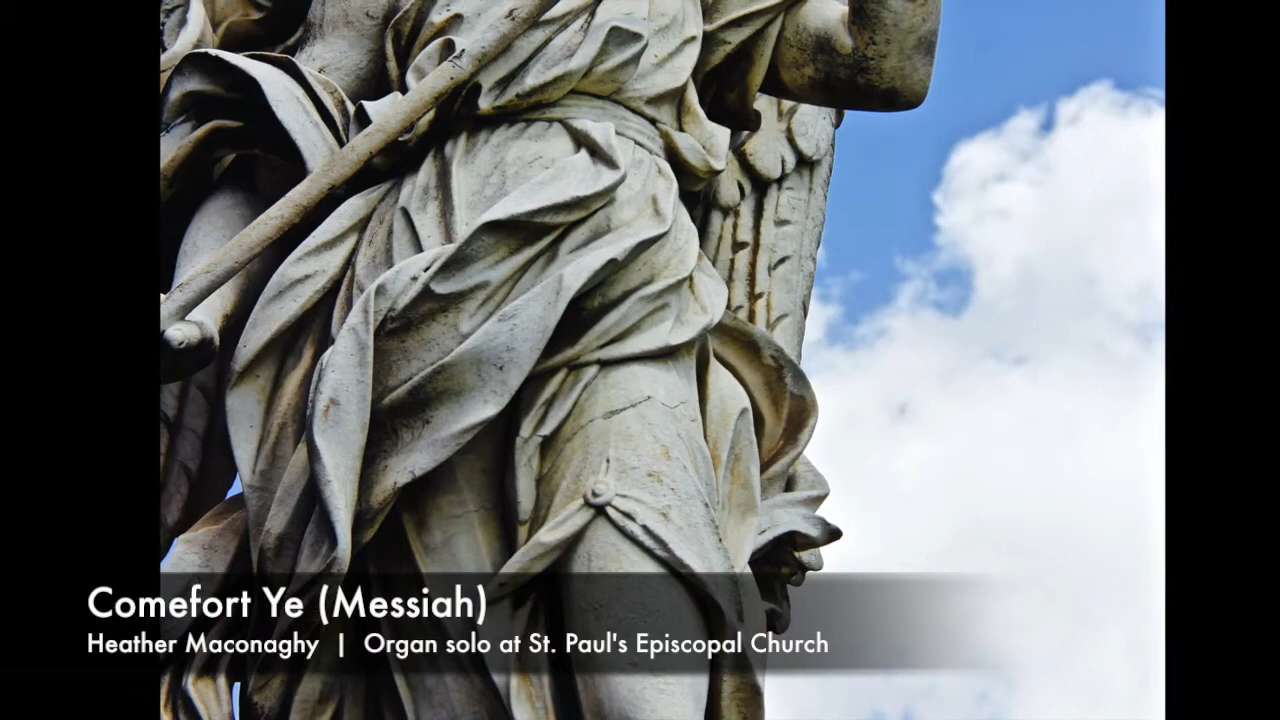 Comefort Ye (Messiah)
Heather Maconaghy | Organ solo at St. Paul's Episcopal Church